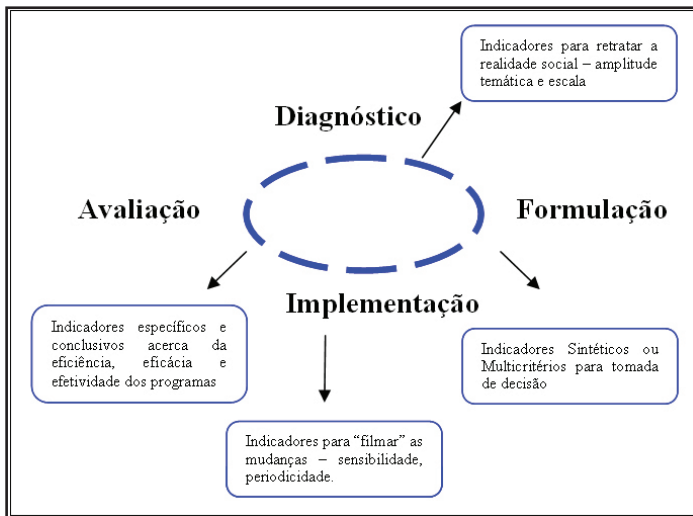 Indicadores para retratar a
realidade social – amplitude
temática e escala
Diagnóstico
Avaliação
Formulação
Implementação
Indicadores específicos e
conclusivos acerca da
eficiência, eficácia e
efetividade dos programas
Indicadores Sintéticos ou
Multicritérios para tomada
de decisão
Indicadores para “filmar” as
mudanças – sensibilidade,
periodicidade.